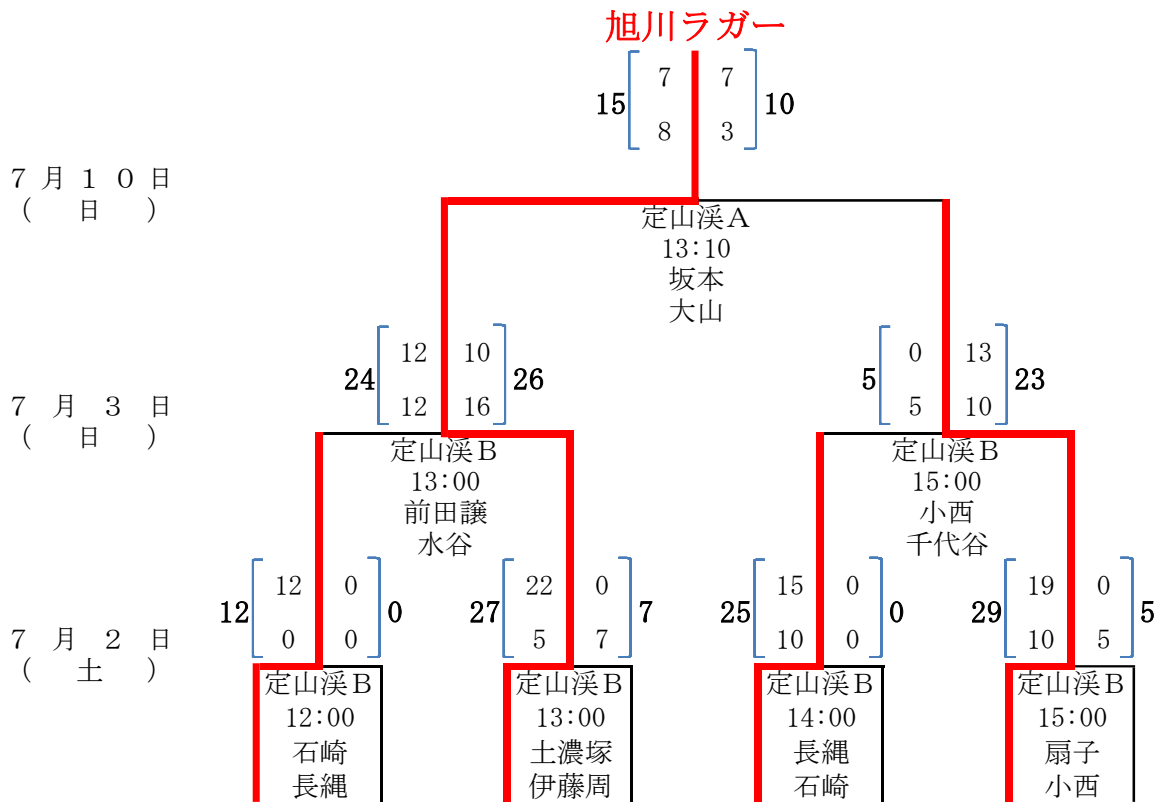 旭川ラガー
7 7
15 10
8 3
7月10日
(日)
定山渓A
13:10
坂本
大山
12 10
24 26
12 16
0 13
5 23
5 10
7月3日
(日)
定山渓B
13:00
前田譲
水谷
定山渓B
15:00
小西
千代谷
12 0
12 0
0 0
22 0
27 7
5 7
15 0
25 0
10 0
19 0
29 5
10 5
7月2日
(土)
定山渓B
12:00
石崎
長縄
定山渓B
13:00
土濃塚
伊藤周
定山渓B
14:00
長縄
石崎
定山渓B
15:00
扇子
小西